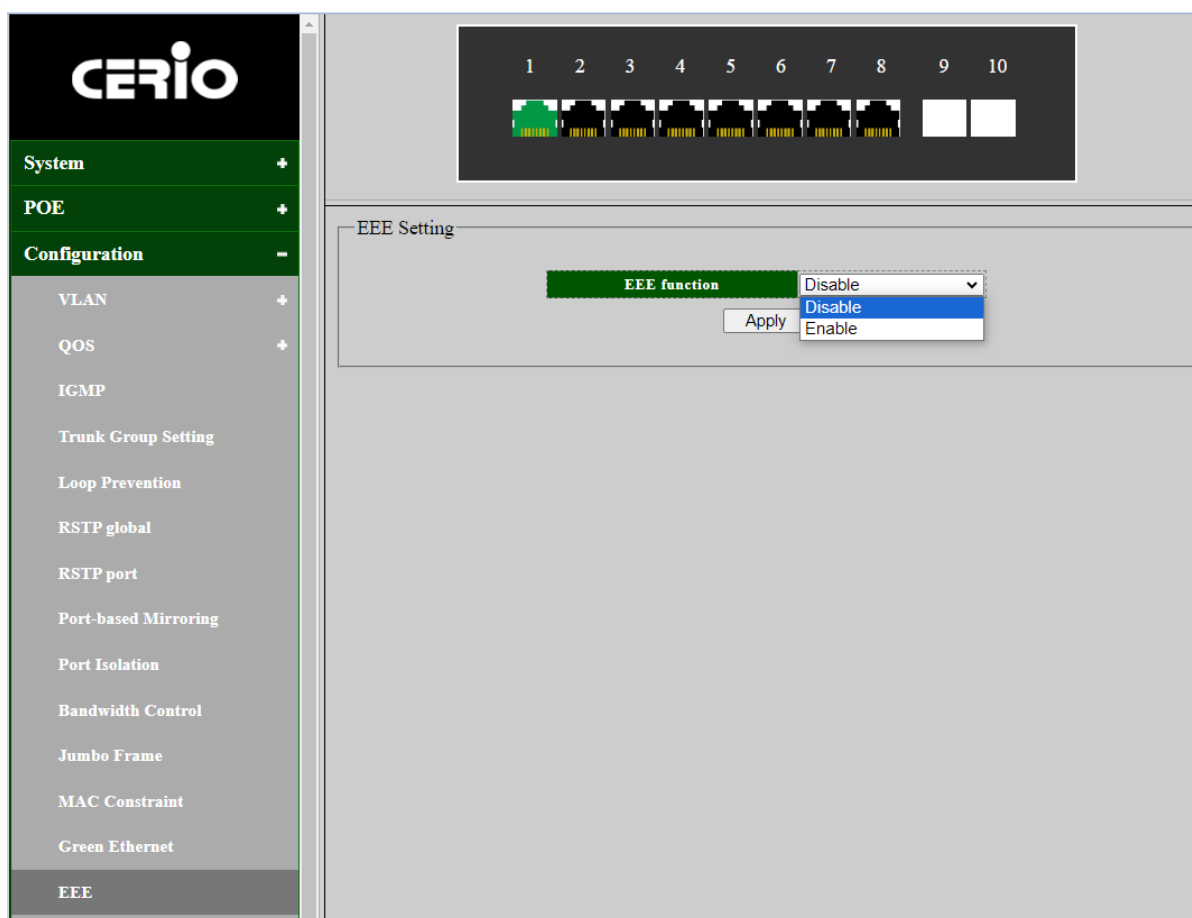 CERIO
System
POE
Configuration
VLAN
QOS
IGMP
Trunk Group Setting
Loop Prevention
RSTP global
RSTP port
Port-based Mirroring
Port Isolation
Bandwidth Control
Jumbo Frame
MAC Constraint
Green Ethernet
EEE
1 2 3 4 5 6 7 8 9 10
EEE Setting
EEE function Disable
Disable
Enable
Apply